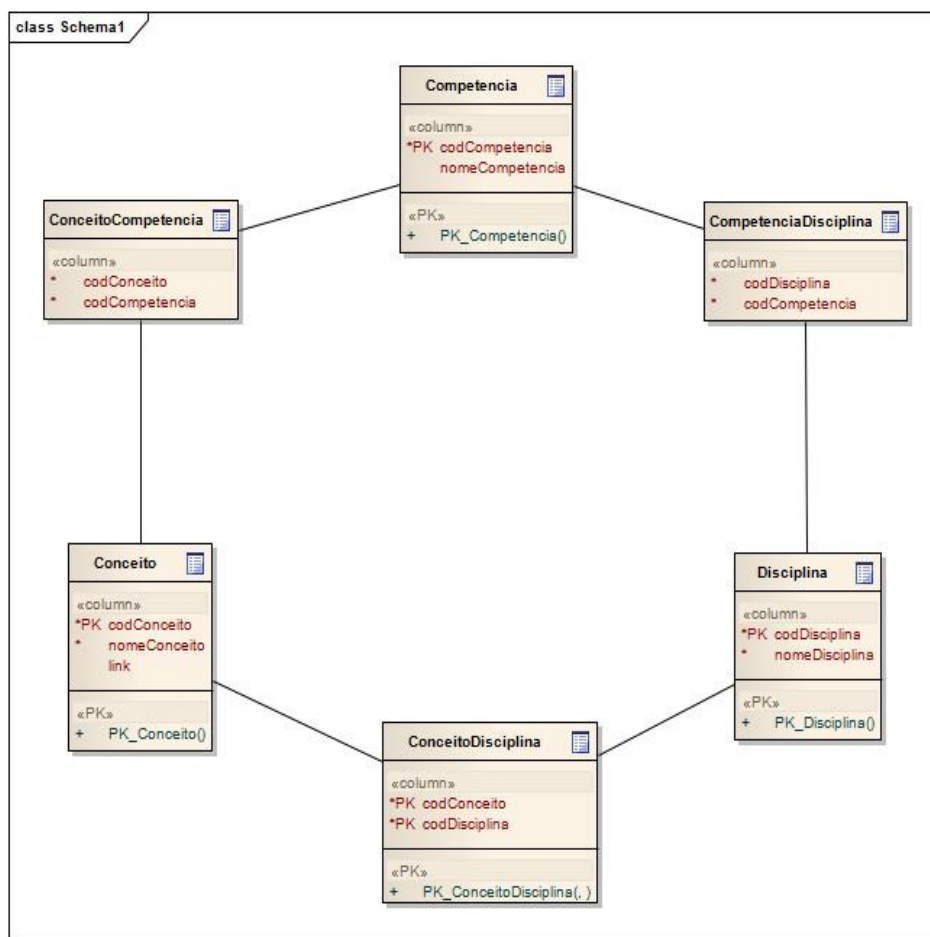 class Schema1
Competencia
«column»
*PK codCompetencia
nomeCompetencia
«PK»
+ PK_Competencia()
ConceitoCompetencia
«column»
* codConceito
* codCompetencia
CompetenciaDisciplina
«column»
* codDisciplina
* codCompetencia
Conceito
«column»
*PK codConceito
* nomeConceito
link
«PK»
+ PK_Conceito()
Disciplina
«column»
*PK codDisciplina
* nomeDisciplina
«PK»
+ PK_Disciplina()
ConceitoDisciplina
«column»
*PK codConceito
*PK codDisciplina
«PK»
+ PK_ConceitoDisciplina(, )